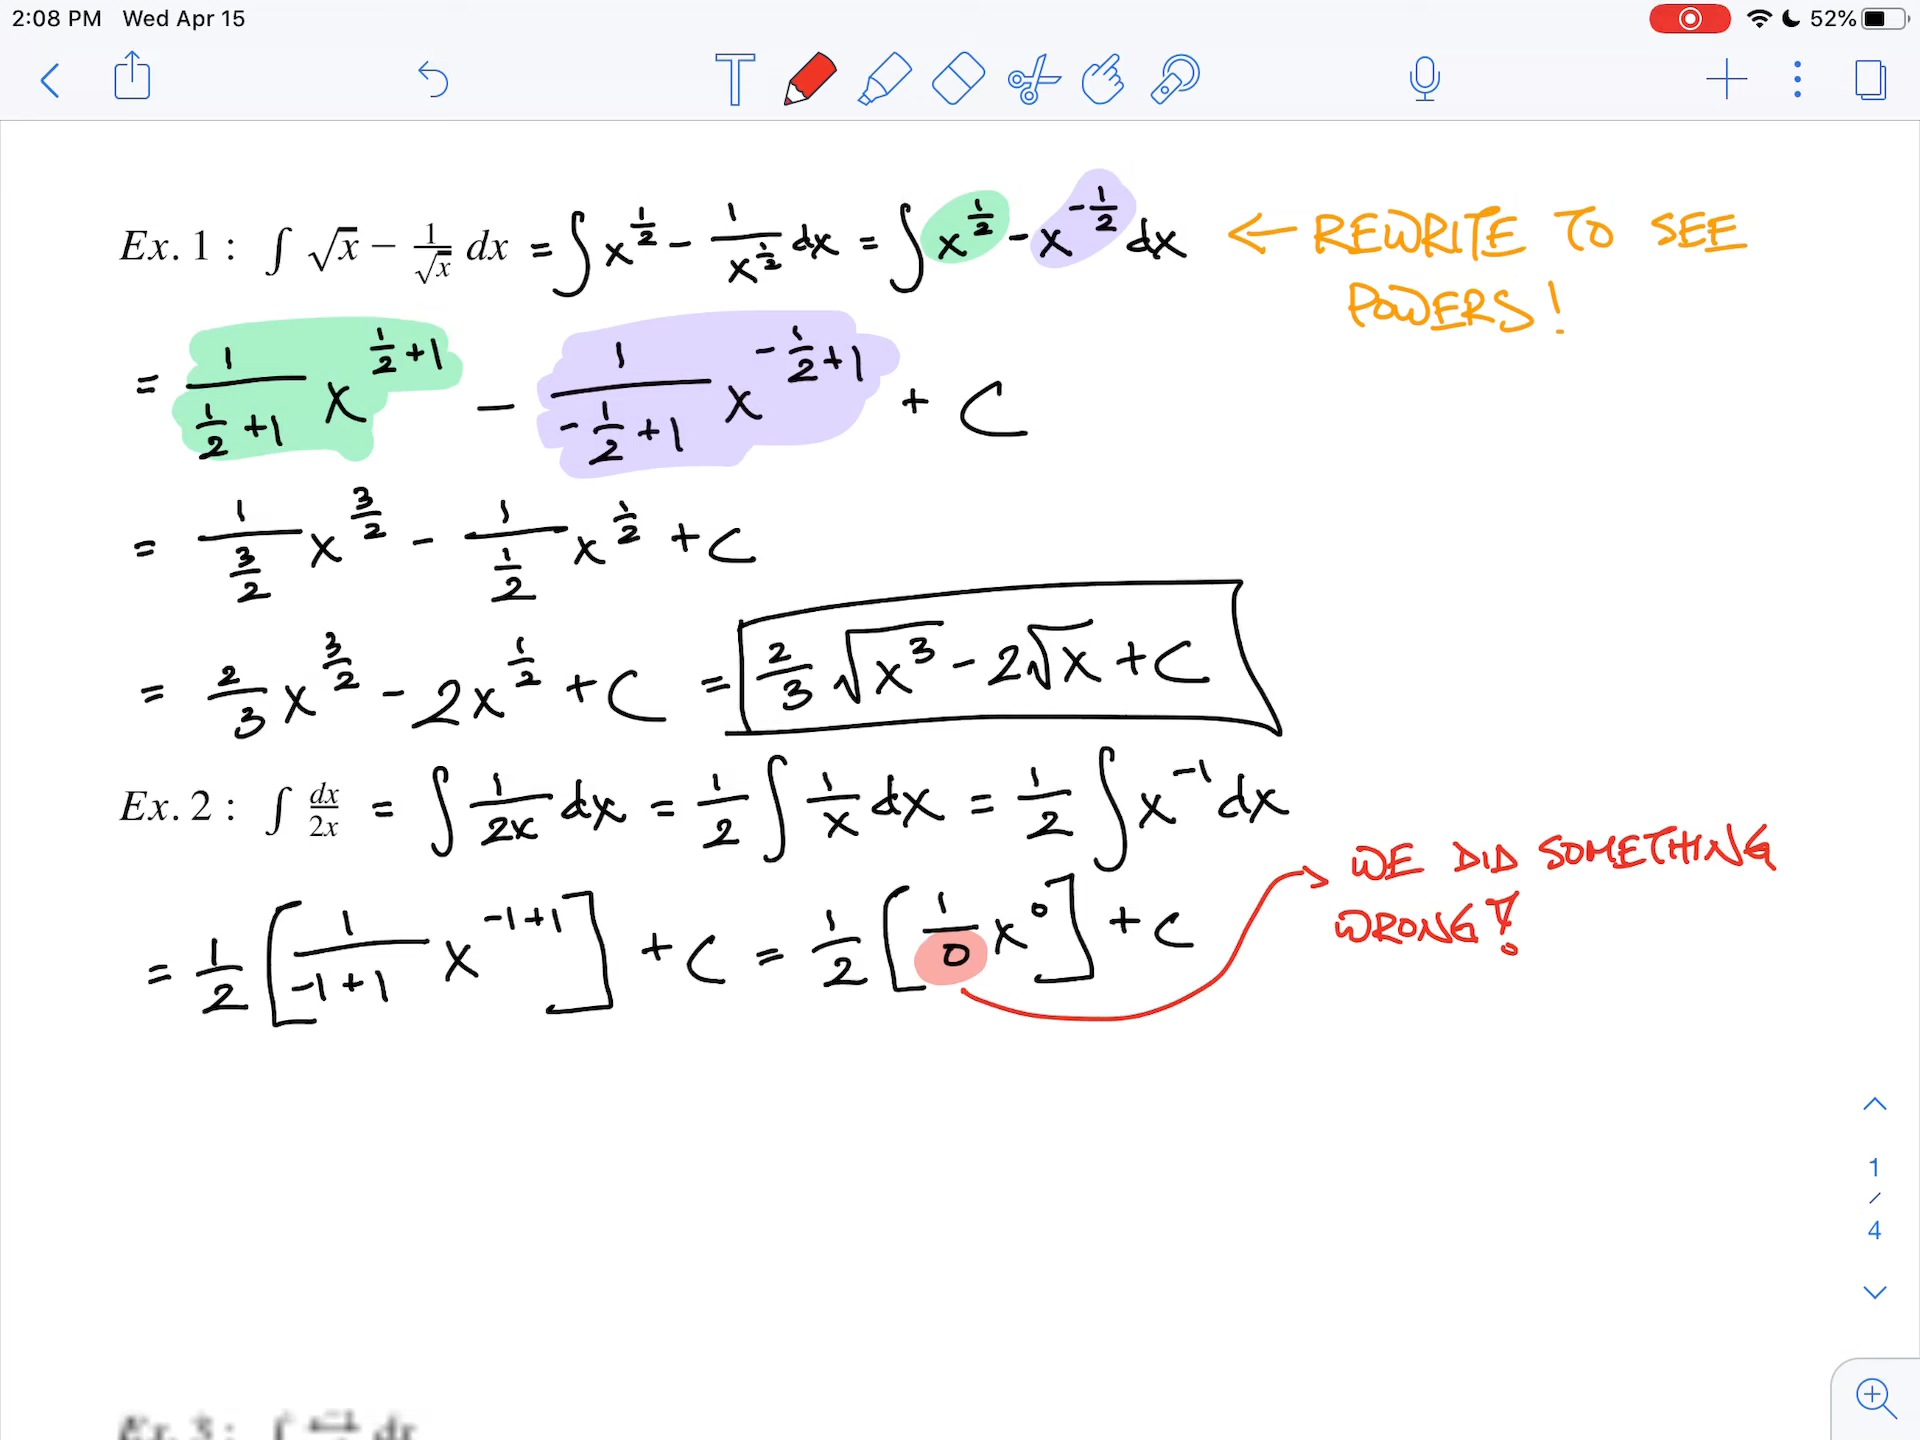 2:08 PM Wed Apr 15 52%
Ex. 1 : ∫ √x − 1/√x dx = ∫ x^(1/2) − 1/x^(1/2) dx = ∫ x^(1/2) − x^(-1/2) dx ← REWRITE TO SEE
POWERS!
= 1/(1/2+1) x^(1/2+1) − 1/(-1/2+1) x^(-1/2+1) + C
= 1/(3/2) x^(3/2) − 1/(1/2) x^(1/2) + C
= 2/3 x^(3/2) − 2x^(1/2) + C = 2/3 √(x^3) − 2√x + C
Ex. 2 : ∫ dx/2x = ∫ 1/2x dx = 1/2 ∫ 1/x dx = 1/2 ∫ x^(-1) dx
WE DID SOMETHING
WRONG!
= 1/2 [1/(-1+1) x^(-1+1)] + C = 1/2 [1/0 x^0] + C
1
/
4